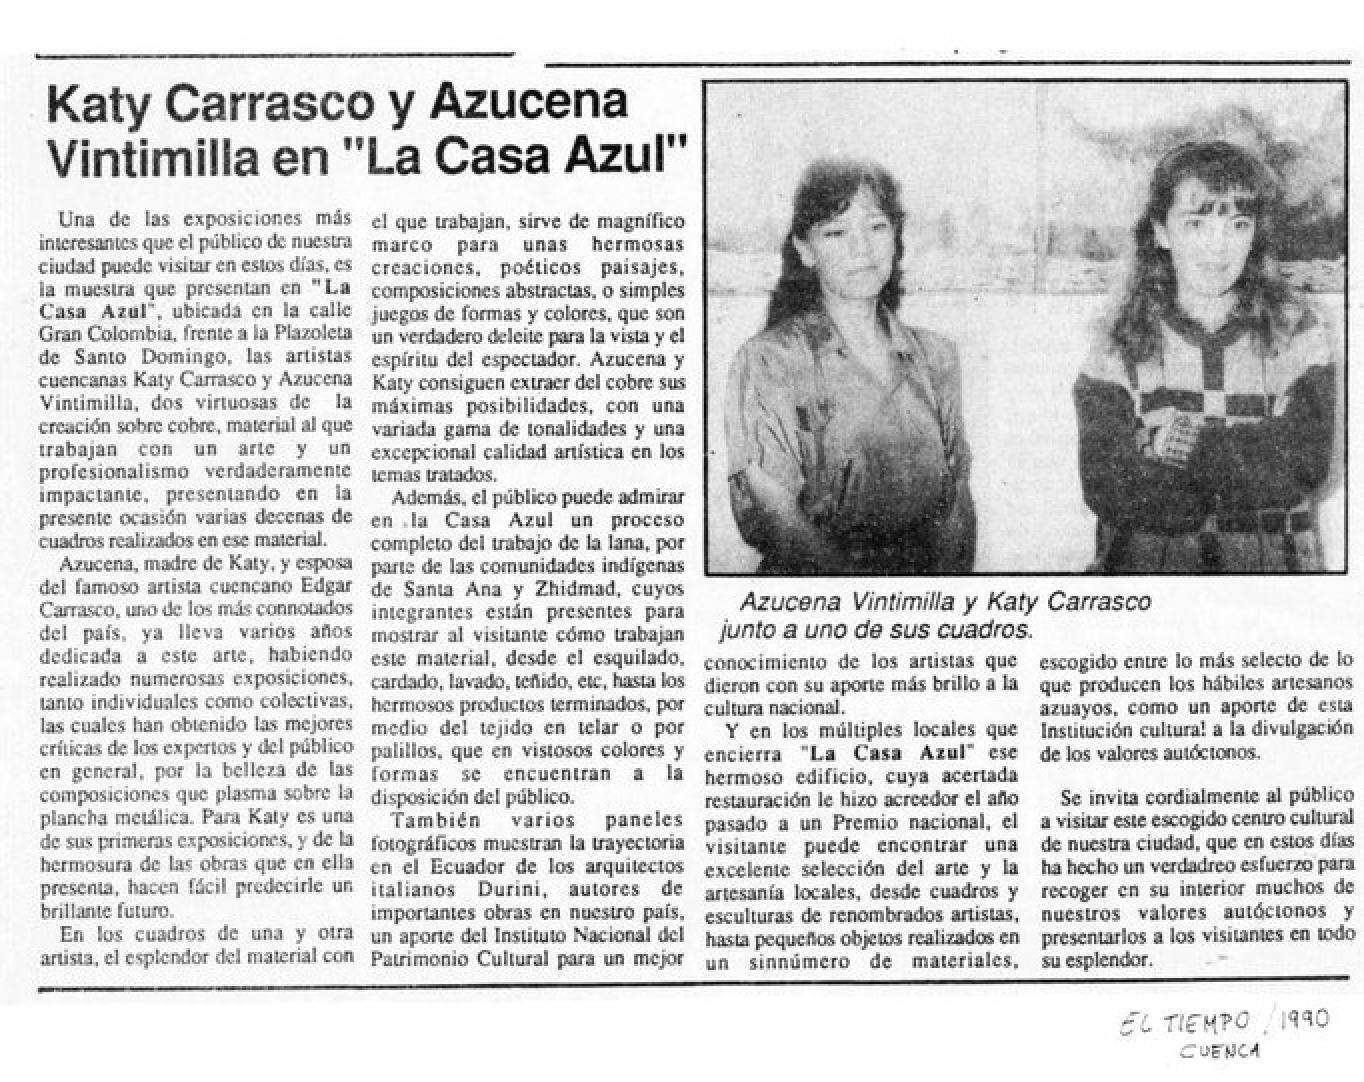 Katy Carrasco y Azucena
Vintimilla en "La Casa Azul"
Una de las exposiciones más
interesantes que el público de nuestra
ciudad puede visitar en estos días, es
la muestra que presentan en "La
Casa Azul", ubicada en la calle
Gran Colombia, frente a la Plazoleta
de Santo Domingo, las artistas
cuencanas Katy Carrasco y Azucena
Vintimilla, dos virtuosas de la
creación sobre cobre, material al que
trabajan con un arte y un
profesionalismo verdaderamente
impactante, presentando en la
presente ocasión varias decenas de
cuadros realizados en ese material.
Azucena, madre de Katy, y esposa
del famoso artista cuencano Edgar
Carrasco, uno de los más connotados
del país, ya lleva varios años
dedicada a este arte, habiendo
realizado numerosas exposiciones,
tanto individuales como colectivas,
las cuales han obtenido las mejores
críticas de los expertos y del público
en general, por la belleza de las
composiciones que plasma sobre la
plancha metálica. Para Katy es una
de sus primeras exposiciones, y de la
hermosura de las obras que en ella
presenta, hacen fácil predecirle un
brillante futuro.
En los cuadros de una y otra
artista, el esplendor del material con
el que trabajan, sirve de magnífico
marco para unas hermosas
creaciones, poéticos paisajes,
composiciones abstractas, o simples
juegos de formas y colores, que son
un verdadero deleite para la vista y el
espíritu del espectador. Azucena y
Katy consiguen extraer del cobre sus
máximas posibilidades, con una
variada gama de tonalidades y una
excepcional calidad artística en los
temas tratados.
Además, el público puede admirar
en la Casa Azul un proceso
completo del trabajo de la lana, por
parte de las comunidades indígenas
de Santa Ana y Zhidmad, cuyos
integrantes están presentes para
mostrar al visitante cómo trabajan
este material, desde el esquilado,
cardado, lavado, teñido, etc, hasta los
hermosos productos terminados, por
medio del tejido en telar o por
palillos, que en vistosos colores y
formas se encuentran a la
disposición del público.
También varios paneles
fotográficos muestran la trayectoria
en el Ecuador de los arquitectos
italianos Durini, autores de
importantes obras en nuestro país,
un aporte del Instituto Nacional del
Patrimonio Cultural para un mejor
Azucena Vintimilla y Katy Carrasco
junto a uno de sus cuadros.
conocimiento de los artistas que
dieron con su aporte más brillo a la
cultura nacional.
Y en los múltiples locales que
encierra "La Casa Azul" ese
hermoso edificio, cuya acertada
restauración le hizo acreedor el año
pasado a un Premio nacional, el
visitante puede encontrar una
excelente selección del arte y la
artesanía locales, desde cuadros y
esculturas de renombrados artistas,
hasta pequeños objetos realizados en
un sinnúmero de materiales,
escogido entre lo más selecto de lo
que producen los hábiles artesanos
azuayos, como un aporte de esta
Institución cultural a la divulgación
de los valores autóctonos.
Se invita cordialmente al público
a visitar este escogido centro cultural
de nuestra ciudad, que en estos días
ha hecho un verdadreo esfuerzo para
recoger en su interior muchos de
nuestros valores autóctonos y
presentarlos a los visitantes en todo
su esplendor.
EL TIEMPO / 1990
CUENCA